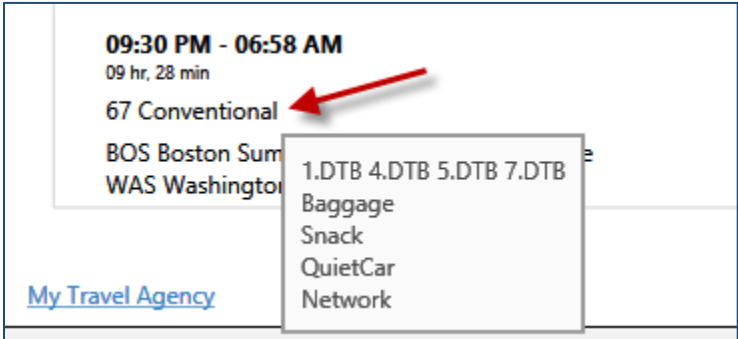 09:30 PM - 06:58 AM
09 hr, 28 min
67 Conventional
BOS Boston Sum
WAS Washington
1.DTB 4.DTB 5.DTB 7.DTB
Baggage
Snack
QuietCar
Network
My Travel Agency